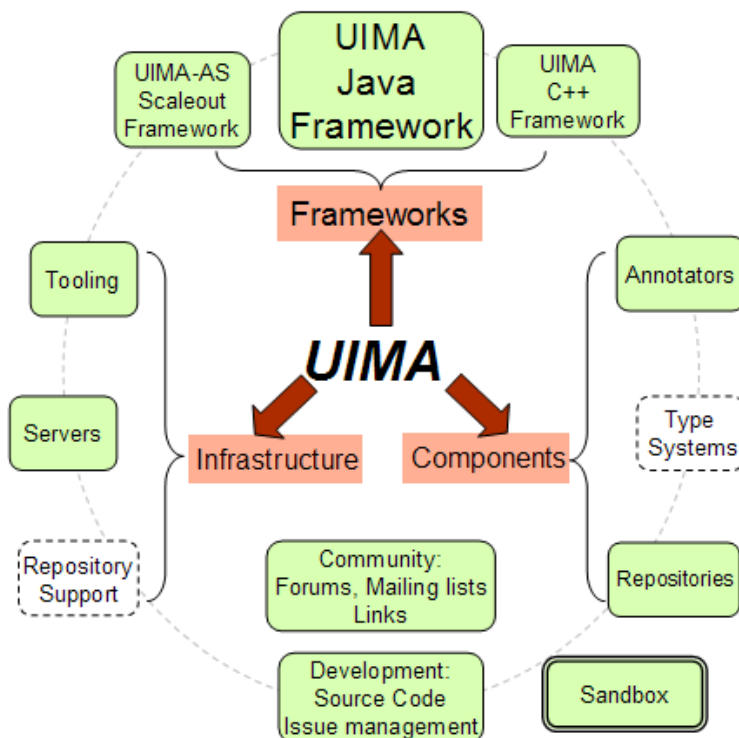 UIMA-AS
Scaleout
Framework
UIMA
Java
Framework
UIMA
C++
Framework
Frameworks
Tooling
Annotators
UIMA
Servers
Type
Systems
Infrastructure
Components
Repository
Support
Community:
Forums, Mailing lists
Links
Repositories
Development:
Source Code
Issue management
Sandbox